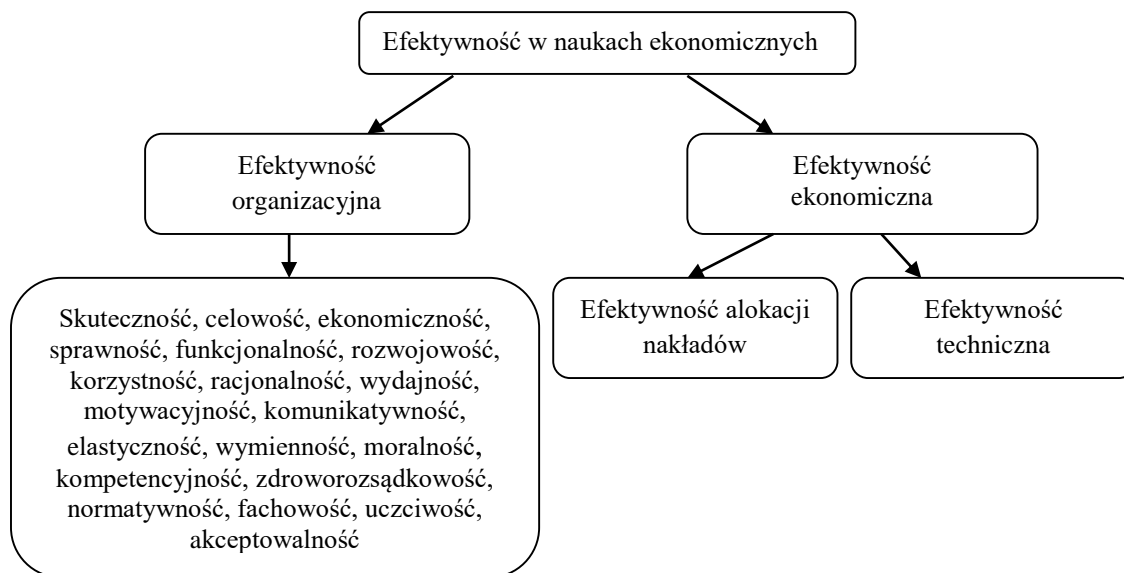 Efektywność w naukach ekonomicznych
Efektywność
organizacyjna
Efektywność
ekonomiczna
Skuteczność, celowość, ekonomiczność,
sprawność, funkcjonalność, rozwojowość,
korzystność, racjonalność, wydajność,
motywacyjność, komunikatywność,
elastyczność, wymienność, moralność,
kompetencyjność, zdroworozsądkowość,
normatywność, fachowość, uczciwość,
akceptowalność
Efektywność alokacji
nakładów
Efektywność
techniczna